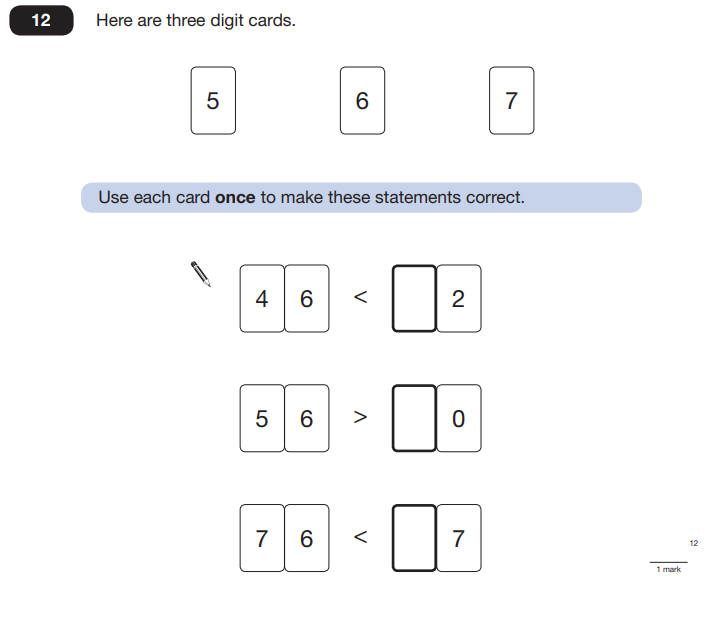 12 Here are three digit cards.
5 6 7
Use each card once to make these statements correct.
4 6 < 2
5 6 > 0
7 6 < 7
12
1 mark